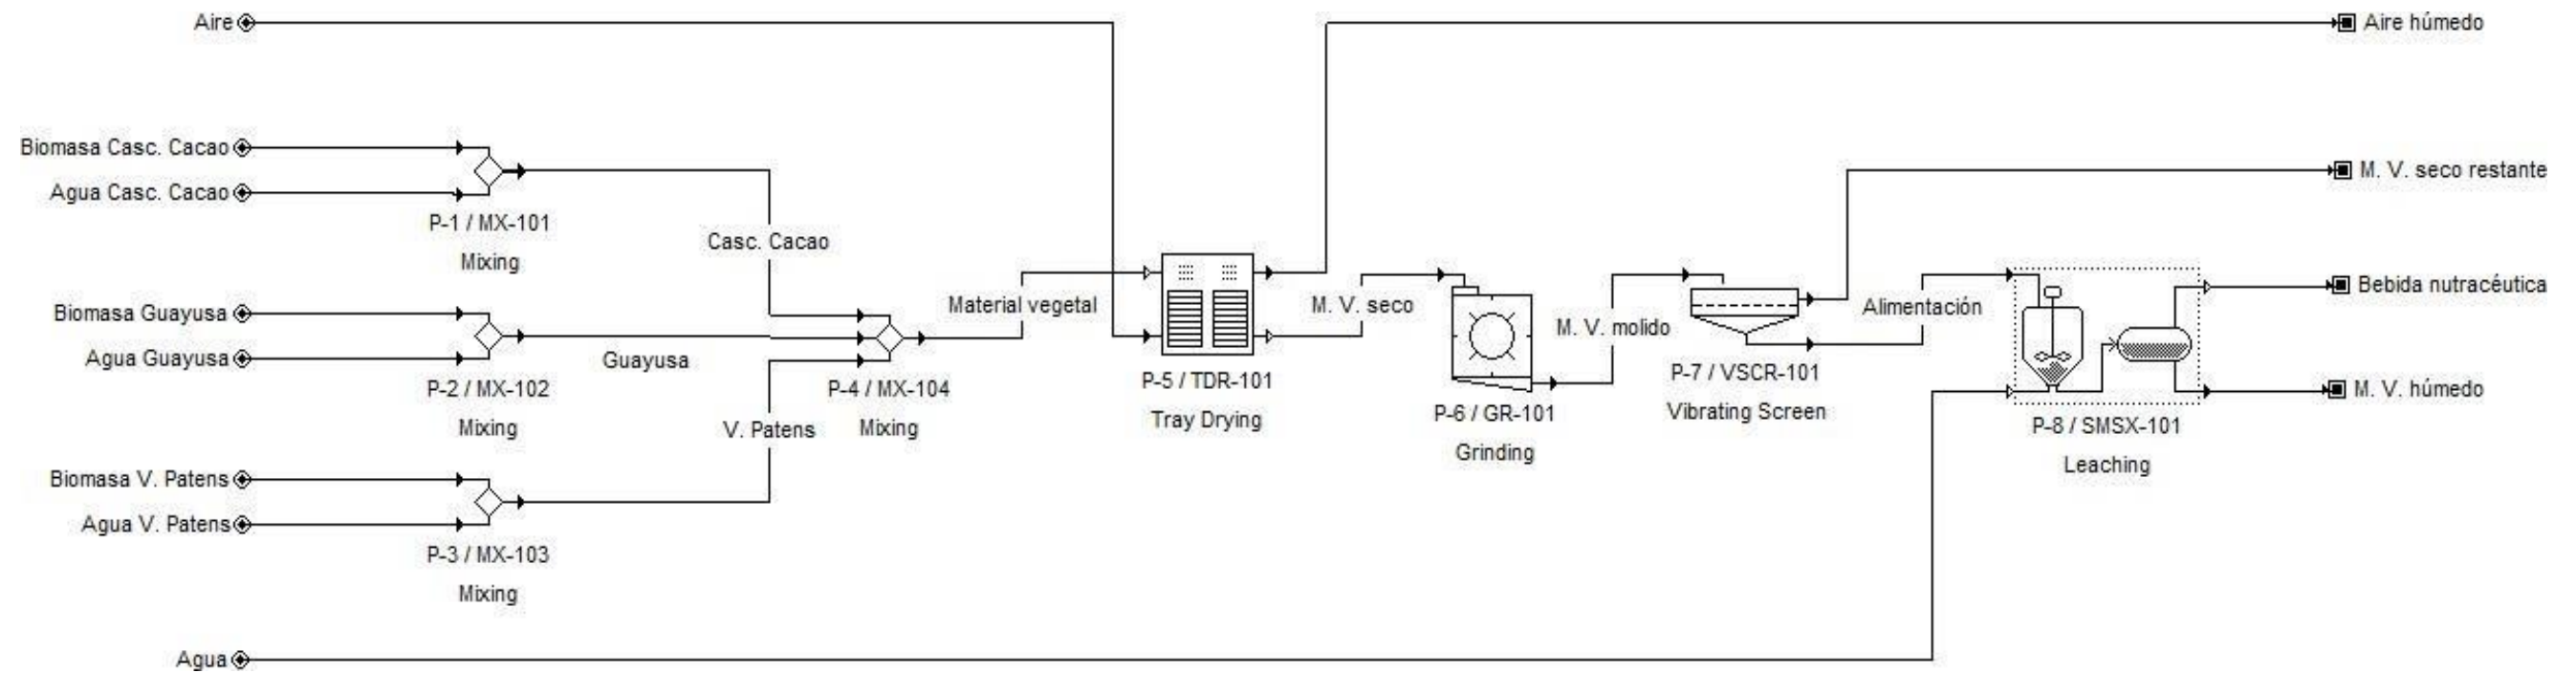 Aire
Aire húmedo
Biomasa Casc. Cacao
Agua Casc. Cacao
P-1 / MX-101
Mixing
Casc. Cacao
M. V. seco restante
Biomasa Guayusa
Agua Guayusa
P-2 / MX-102
Mixing
Guayusa
Biomasa V. Patens
Agua V. Patens
P-3 / MX-103
Mixing
V. Patens
P-4 / MX-104
Mixing
Material vegetal
P-5 / TDR-101
Tray Drying
M. V. seco
P-6 / GR-101
Grinding
M. V. molido
P-7 / VSCR-101
Vibrating Screen
Alimentación
P-8 / SMSX-101
Leaching
Bebida nutracéutica
M. V. húmedo
Agua